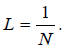 L = 1/N.